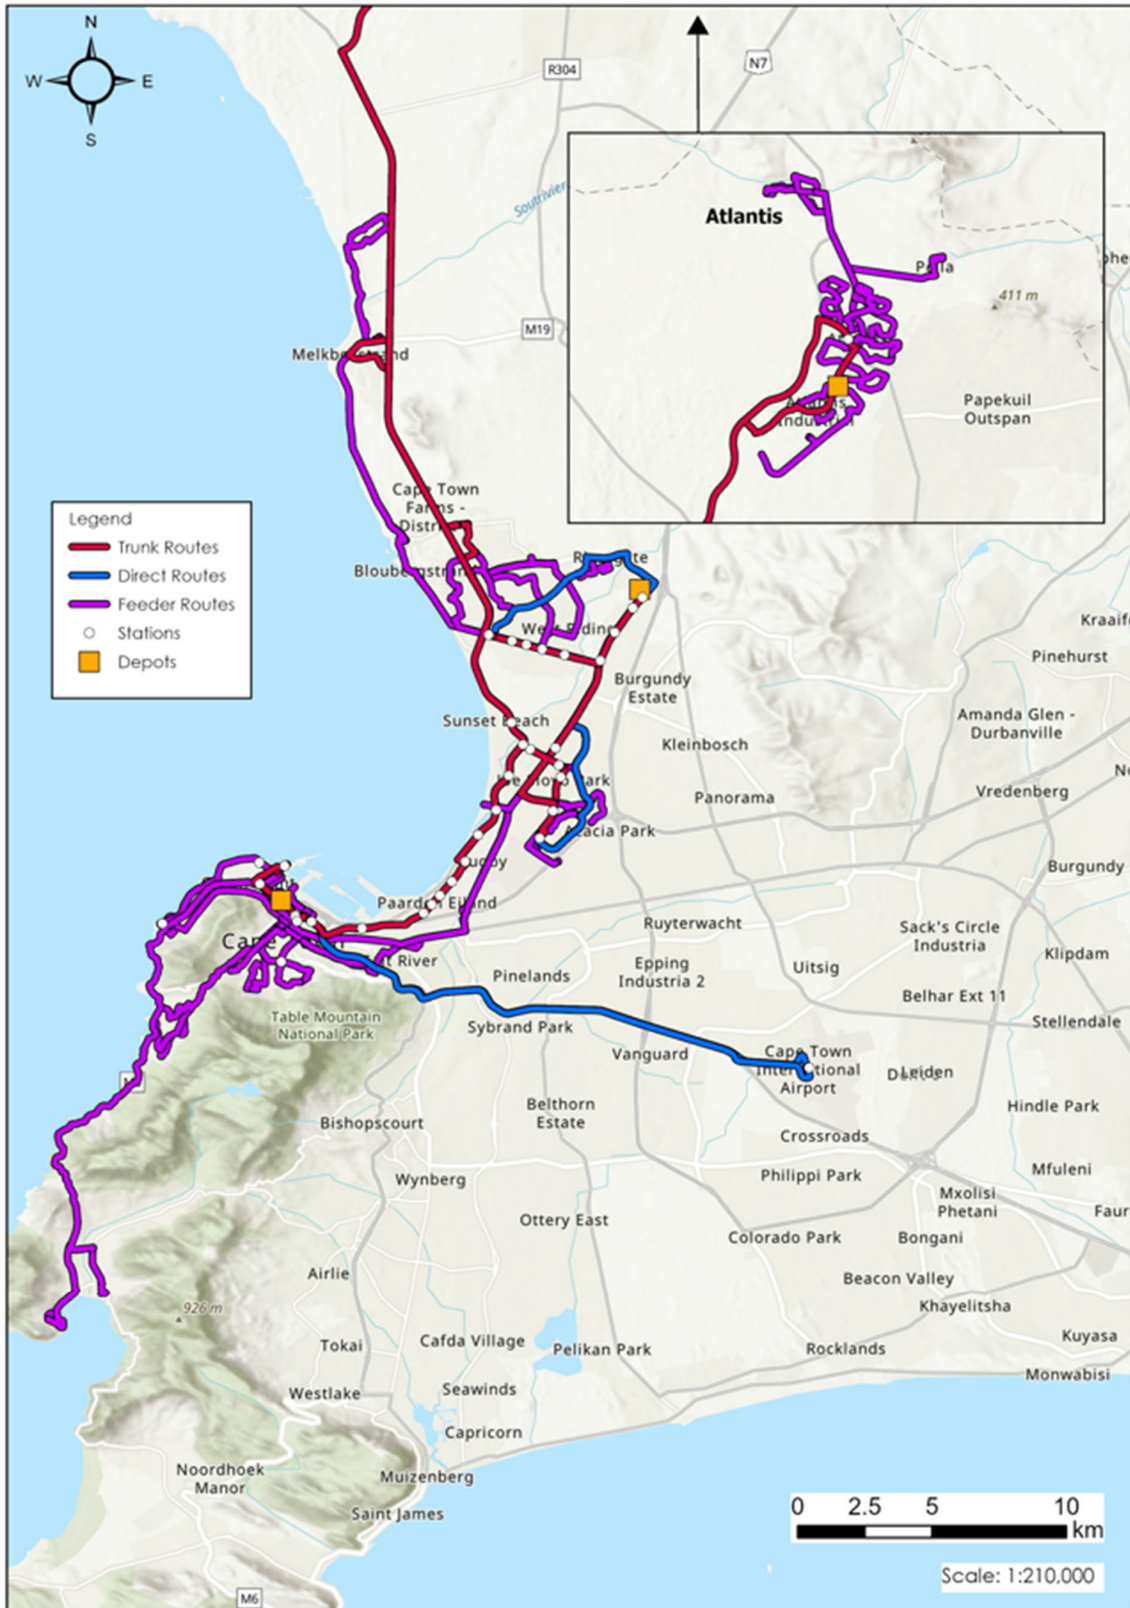 N
W
E
S
R304
N7
Soutrivier
Atlantis
411 m
Papekuil
Outspan
M19
Cape Town
Legend
Trunk Routes
Direct Routes
Feeder Routes
Stations
Depots
Burgundy
Estate
Pinehurst
Sunset Beach
Kleinbosch
Amanda Glen -
Durbanville
Panorama
Vredenberg
Acacia Park
Burgundy
Ruyterwacht
Sack's Circle
Industria
Pinelands
Epping
Industria 2
Uitsig
Klipdam
Belhar Ext 11
Table Mountain
National Park
Sybrand Park
Stellendale
Vanguard
Cape Town
International
Airport
Leiden
Belthorn
Estate
Hindle Park
Bishopscourt
Crossroads
Wynberg
Philippi Park
Mfuleni
Mxolisi
Phetani
Ottery East
Colorado Park
Bongani
Airlie
Beacon Valley
926 m
Khayelitsha
Tokai
Cafda Village
Pelikan Park
Rocklands
Kuyasa
Monwabisi
Westlake
Seawinds
Capricorn
Noordhoek
Manor
Muizenberg
Saint James
0 2.5 5 10
km
Scale: 1:210,000
M6